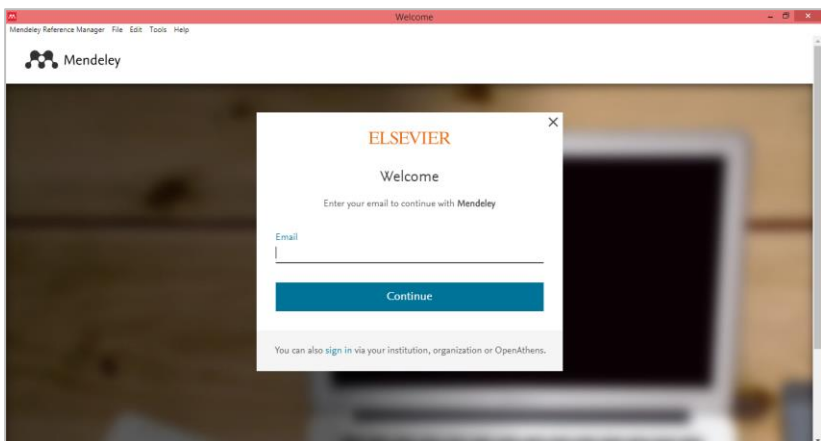 Welcome
Mendeley Reference Manager File Edit Tools Help
Mendeley
ELSEVIER
Welcome
Enter your email to continue with Mendeley
Email
Continue
You can also sign in via your institution, organization or OpenAthens.